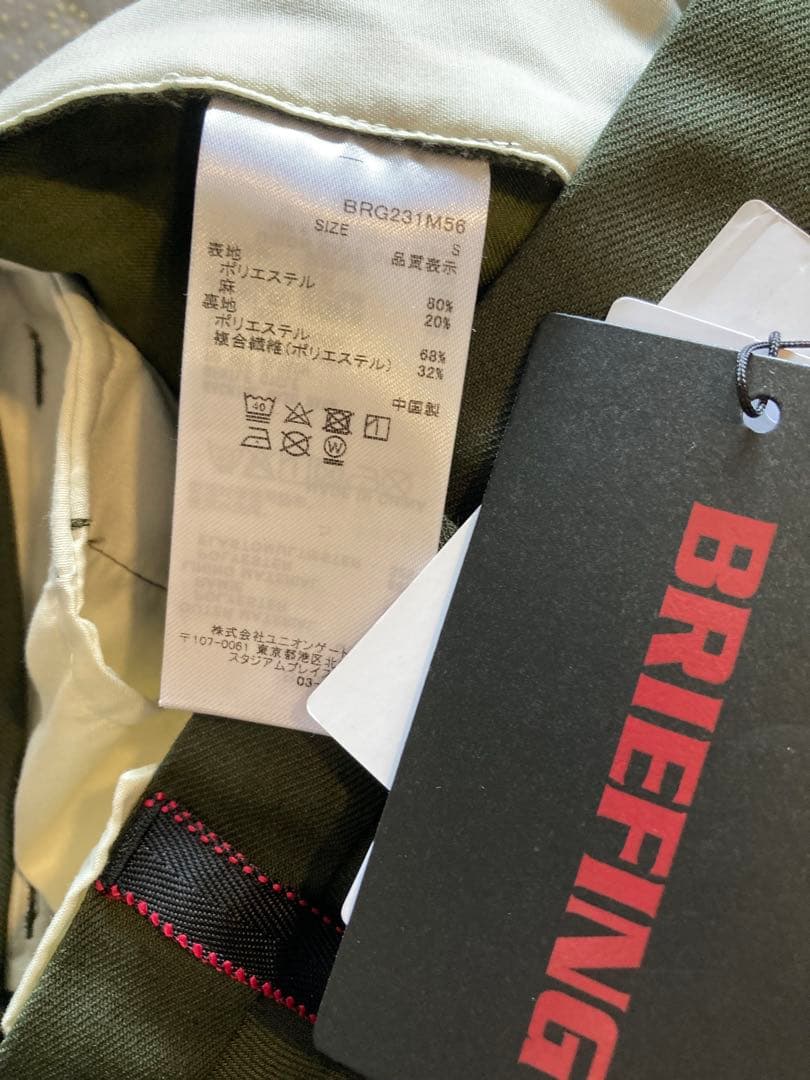 BRG231M56
SIZE S
表地 品質表示
ポリエステル 80%
麻 20%
裏地
ポリエステル 68%
複合繊維(ポリエステル) 32%
中国製
40
W
株式会社ユニオンゲート
〒107-0061 東京都港区北
スタジアムプレイス
03-
BRIEFING